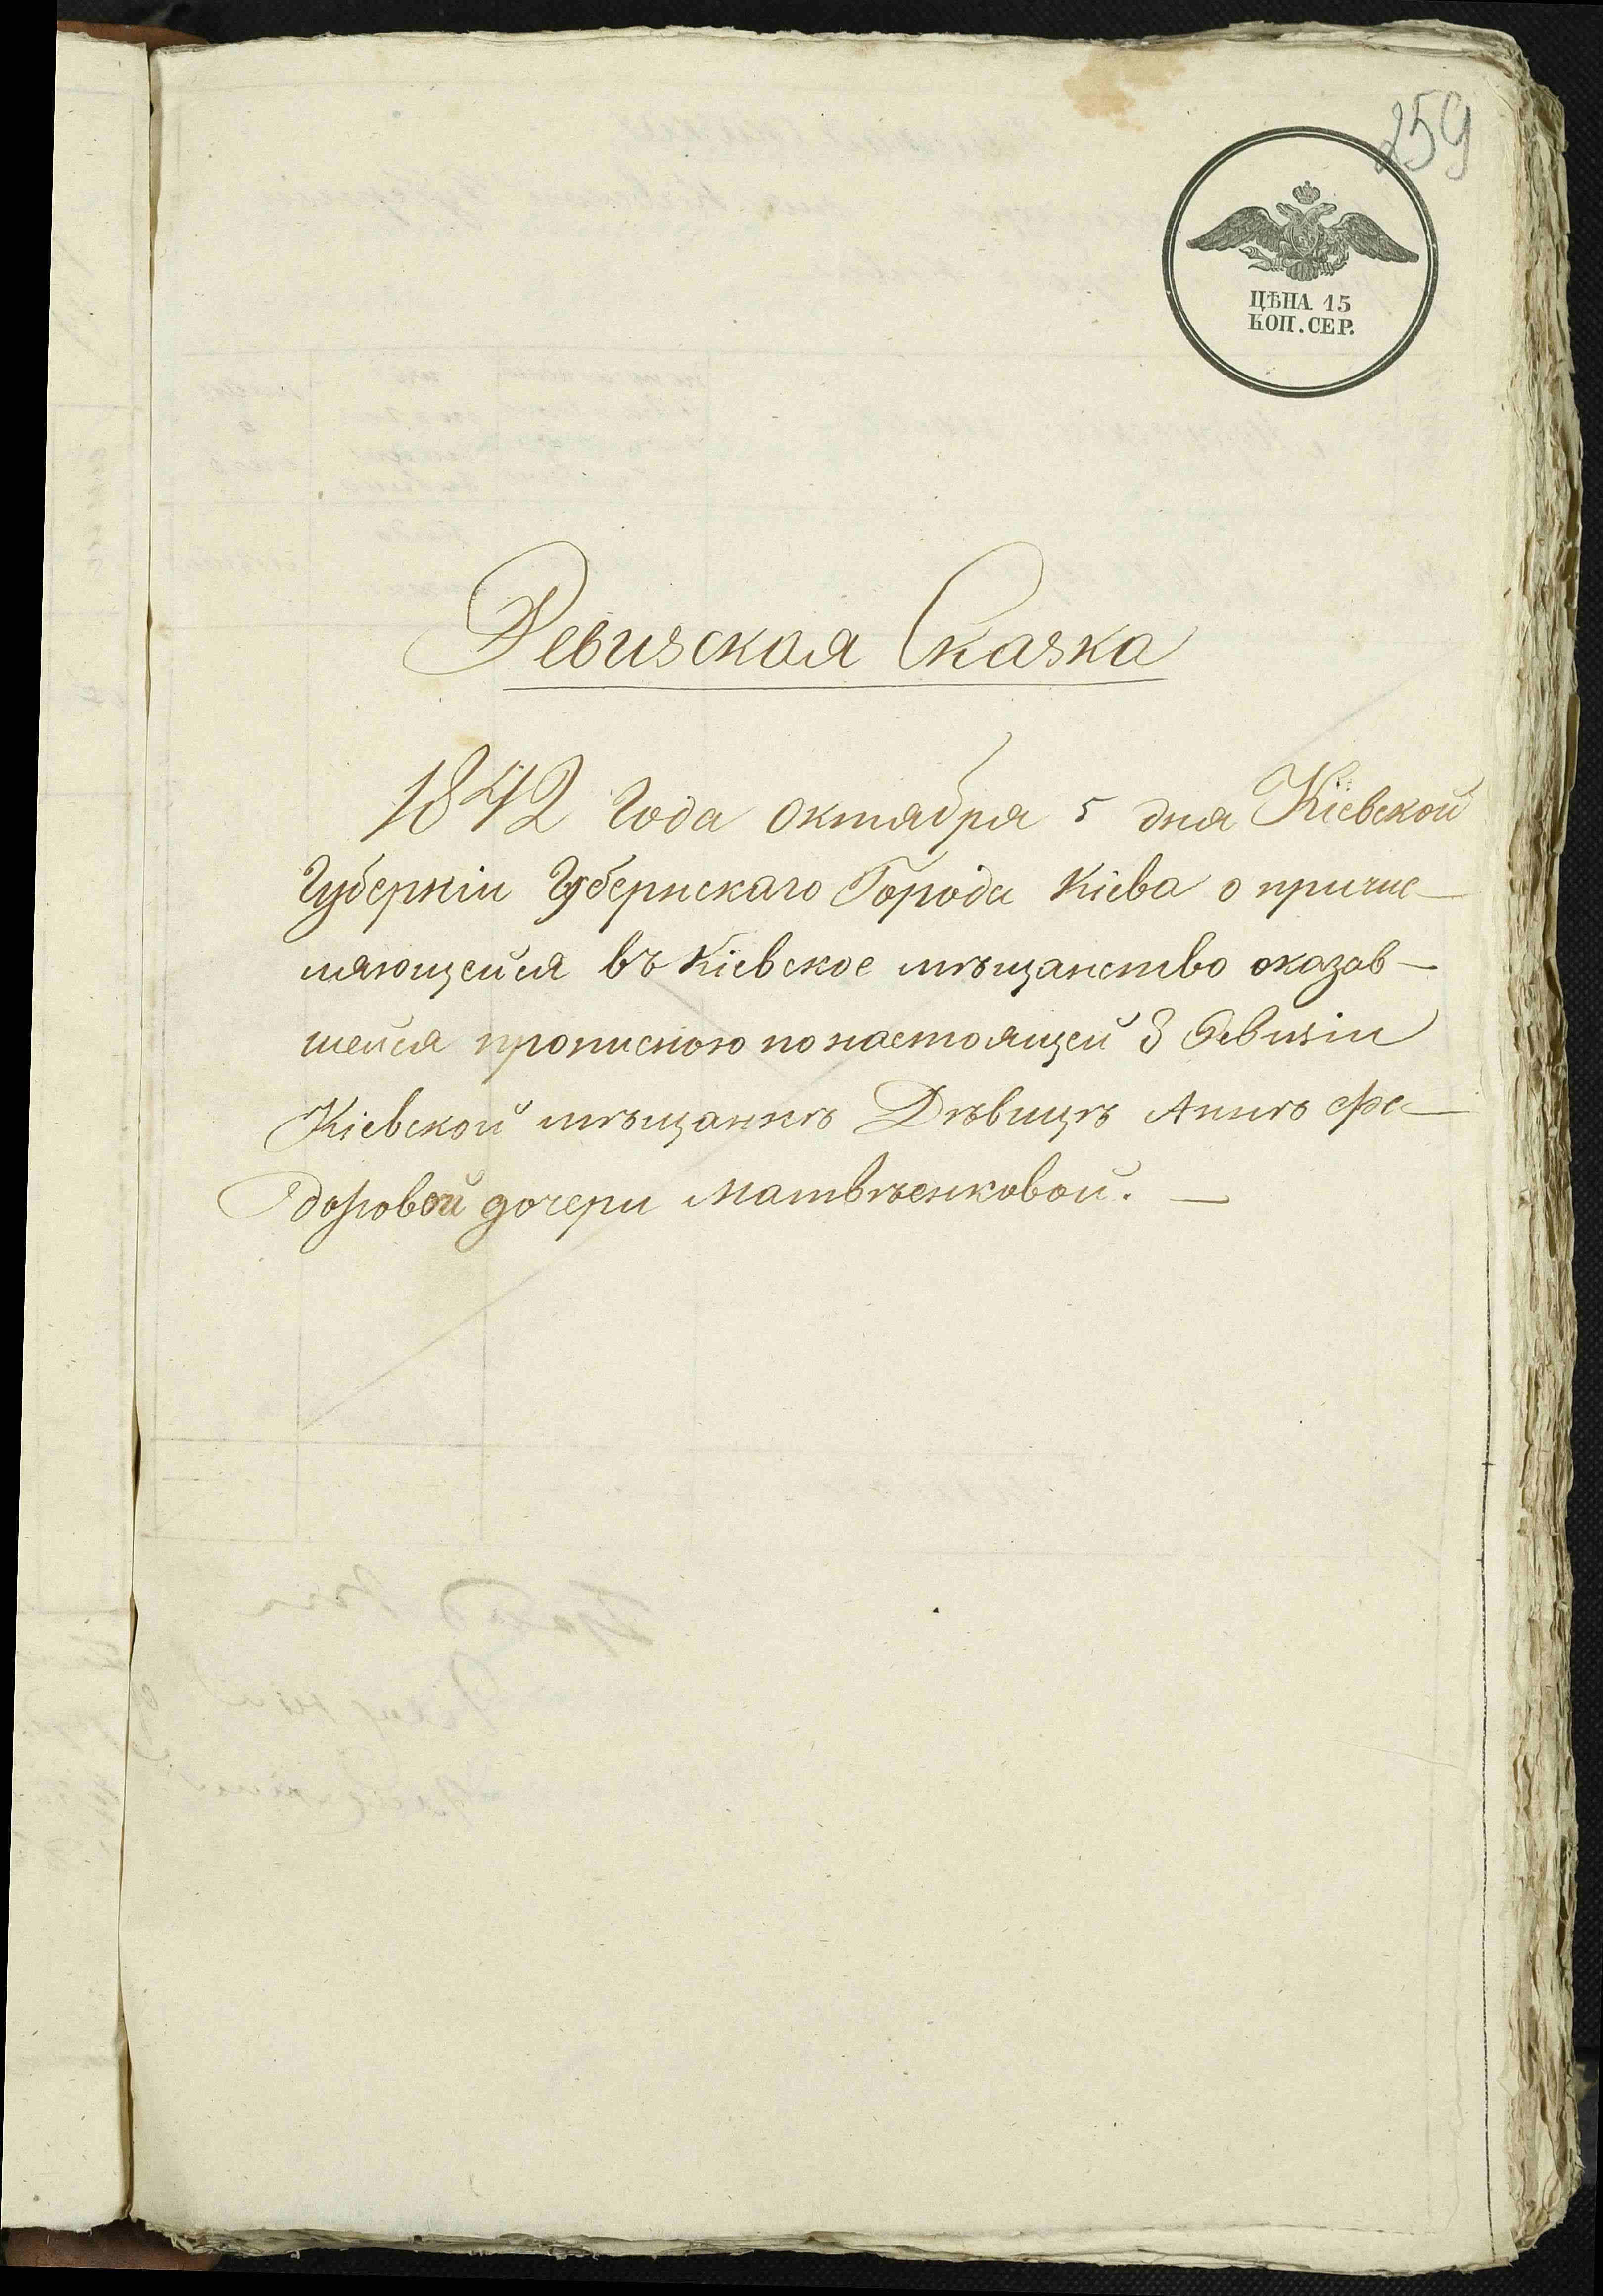 259
ЦѢНА 15
КОП. СЕР.
Ревизская Сказка
1842 Года Октября 5 дня Кіевской
Губерніи Губернскаго Города Кіева о причис-
ляющейся въ Кіевское мѣщанство оказав-
шейся прописною по настоящей 8 Ревизіи
Кіевской мѣщанкѣ Дѣвицѣ Аннѣ Фе-
доровой дочери Матвѣенковой. —